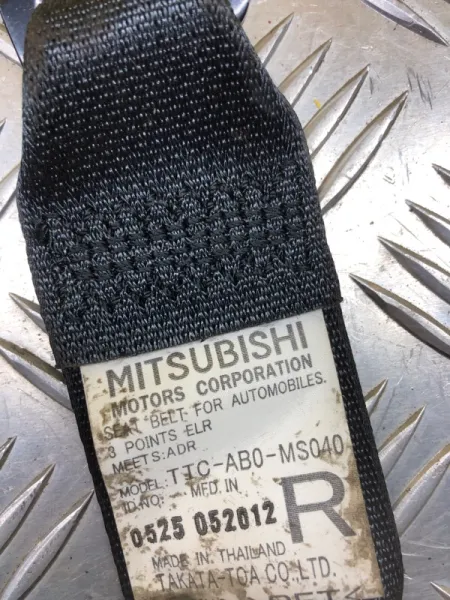 MITSUBISHI
MOTORS CORPORATION
SEAT BELT FOR AUTOMOBILES.
3 POINTS ELR
MEETS:ADR
MODEL: TTC-AB0-MS040
ID.NO. MFD.IN
0525 052012 R
MADE IN THAILAND
TAKATA-TOA CO.,LTD.